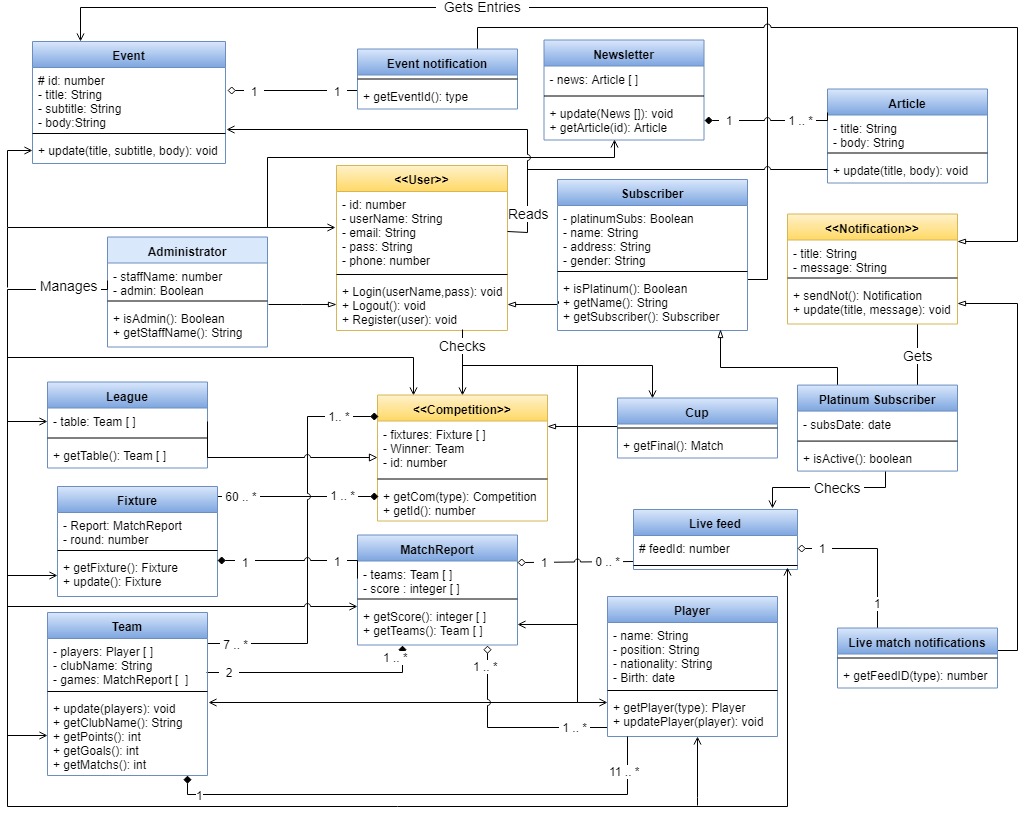 Gets Entries
Event
# id: number
- title: String
- subtitle: String
- body:String
+ update(title, subtitle, body): void
1
1
Event notification
+ getEventId(): type
Newsletter
- news: Article [ ]
+ update(News []): void
+ getArticle(id): Article
1
1.. *
Article
- title: String
- body: String
+ update(title, body): void
<<User>>
- id: number
- userName: String
- email: String
- pass: String
- phone: number
+ Login(userName,pass): void
+ Logout(): void
+ Register(user): void
Reads
Subscriber
- platinumSubs: Boolean
- name: String
- address: String
- gender: String
+ isPlatinum(): Boolean
+ getName(): String
+ getSubscriber(): Subscriber
<<Notification>>
- title: String
- message: String
+ sendNot(): Notification
+ update(title, message): void
Administrator
- staffName: number
- admin: Boolean
+ isAdmin(): Boolean
+ getStaffName(): String
Manages
Checks
Gets
League
- table: Team [ ]
+ getTable(): Team [ ]
1.. *
<<Competition>>
- fixtures: Fixture [ ]
- Winner: Team
- id: number
+ getCom(type): Competition
+ getId(): number
Cup
+ getFinal(): Match
Platinum Subscriber
- subsDate: date
+ isActive(): boolean
Checks
Fixture
- Report: MatchReport
- round: number
+ getFixture(): Fixture
+ update(): Fixture
60 .. *
1.. *
1
1
MatchReport
- teams: Team [ ]
- score : integer [ ]
+ getScore(): integer [ ]
+ getTeams(): Team [ ]
1
0.. *
Live feed
# feedId: number
1
1
Live match notifications
+ getFeedID(type): number
Team
- players: Player [ ]
- clubName: String
- games: MatchReport [ ]
+ update(players): void
+ getClubName(): String
+ getPoints(): int
+ getGoals(): int
+ getMatchs(): int
7 .. *
2
1.. *
1.. *
1.. *
Player
- name: String
- position: String
- nationality: String
- Birth: date
+ getPlayer(type): Player
+ updatePlayer(player): void
11 .. *
1